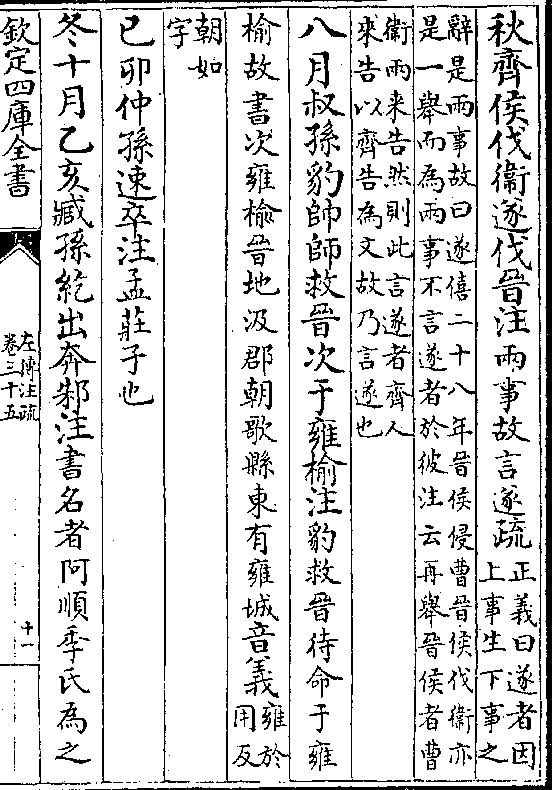 秋齊侯伐衞遂伐晉注兩事故言遂疏正義曰遂者因上事生下事之
辭是兩事故曰遂僖二十八年晉侯侵曹晉侯伐衞亦
是一舉而為兩事不言遂者於彼注云再舉晉侯者曹
衞兩来告然則此言遂者齊人
來告以齊告為文故乃言遂也
八月叔孫豹帥師救晉次于雍榆注豹救晉待命于雍
榆故書次雍榆晉地汲郡朝歌縣東有雍城音義雍於用反
朝如
字
己卯仲孫速卒注孟莊子也
冬十月乙亥臧孫紇出奔邾注書名者阿順季氏為之
欽定四庫全書
左傳注疏
卷三十五
十一